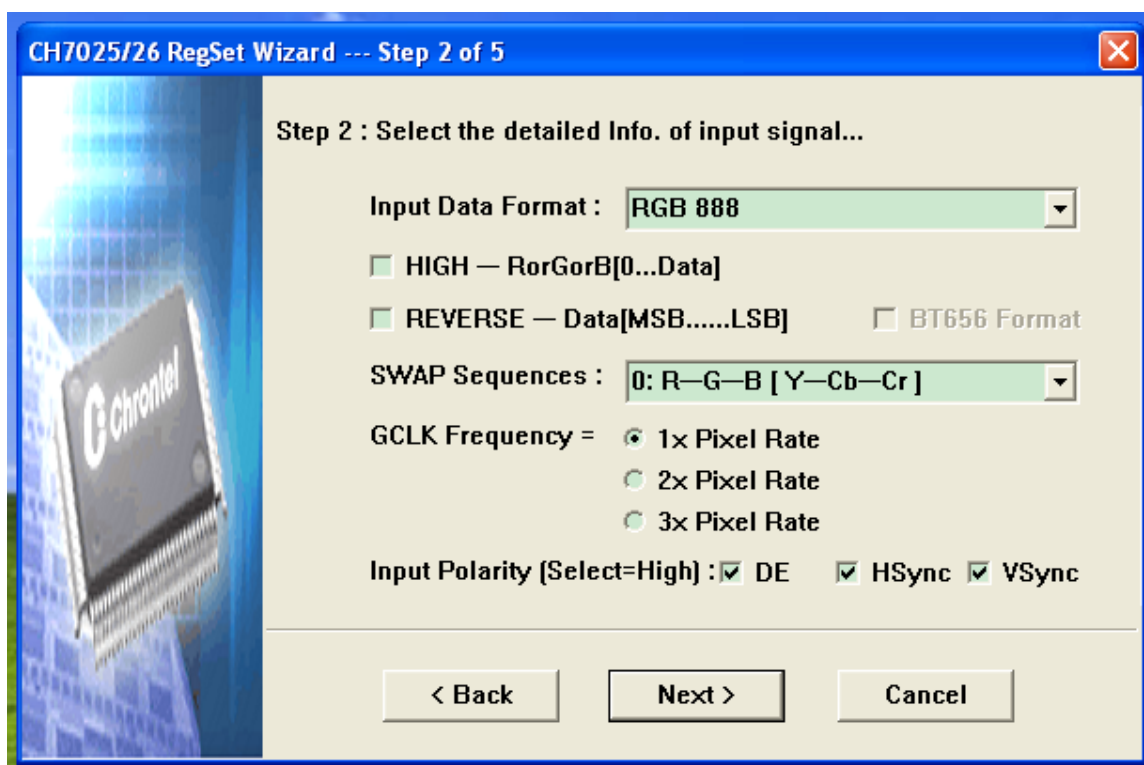 CH7025/26 RegSet Wizard --- Step 2 of 5
Step 2 : Select the detailed Info. of input signal...
Input Data Format : RGB 888
HIGH — RorGorB[0...Data]
REVERSE — Data[MSB......LSB] BT656 Format
SWAP Sequences : 0: R—G—B [ Y—Cb—Cr ]
GCLK Frequency = 1x Pixel Rate
2x Pixel Rate
3x Pixel Rate
Input Polarity (Select=High) : DE HSync VSync
Chrontel
< Back Next > Cancel